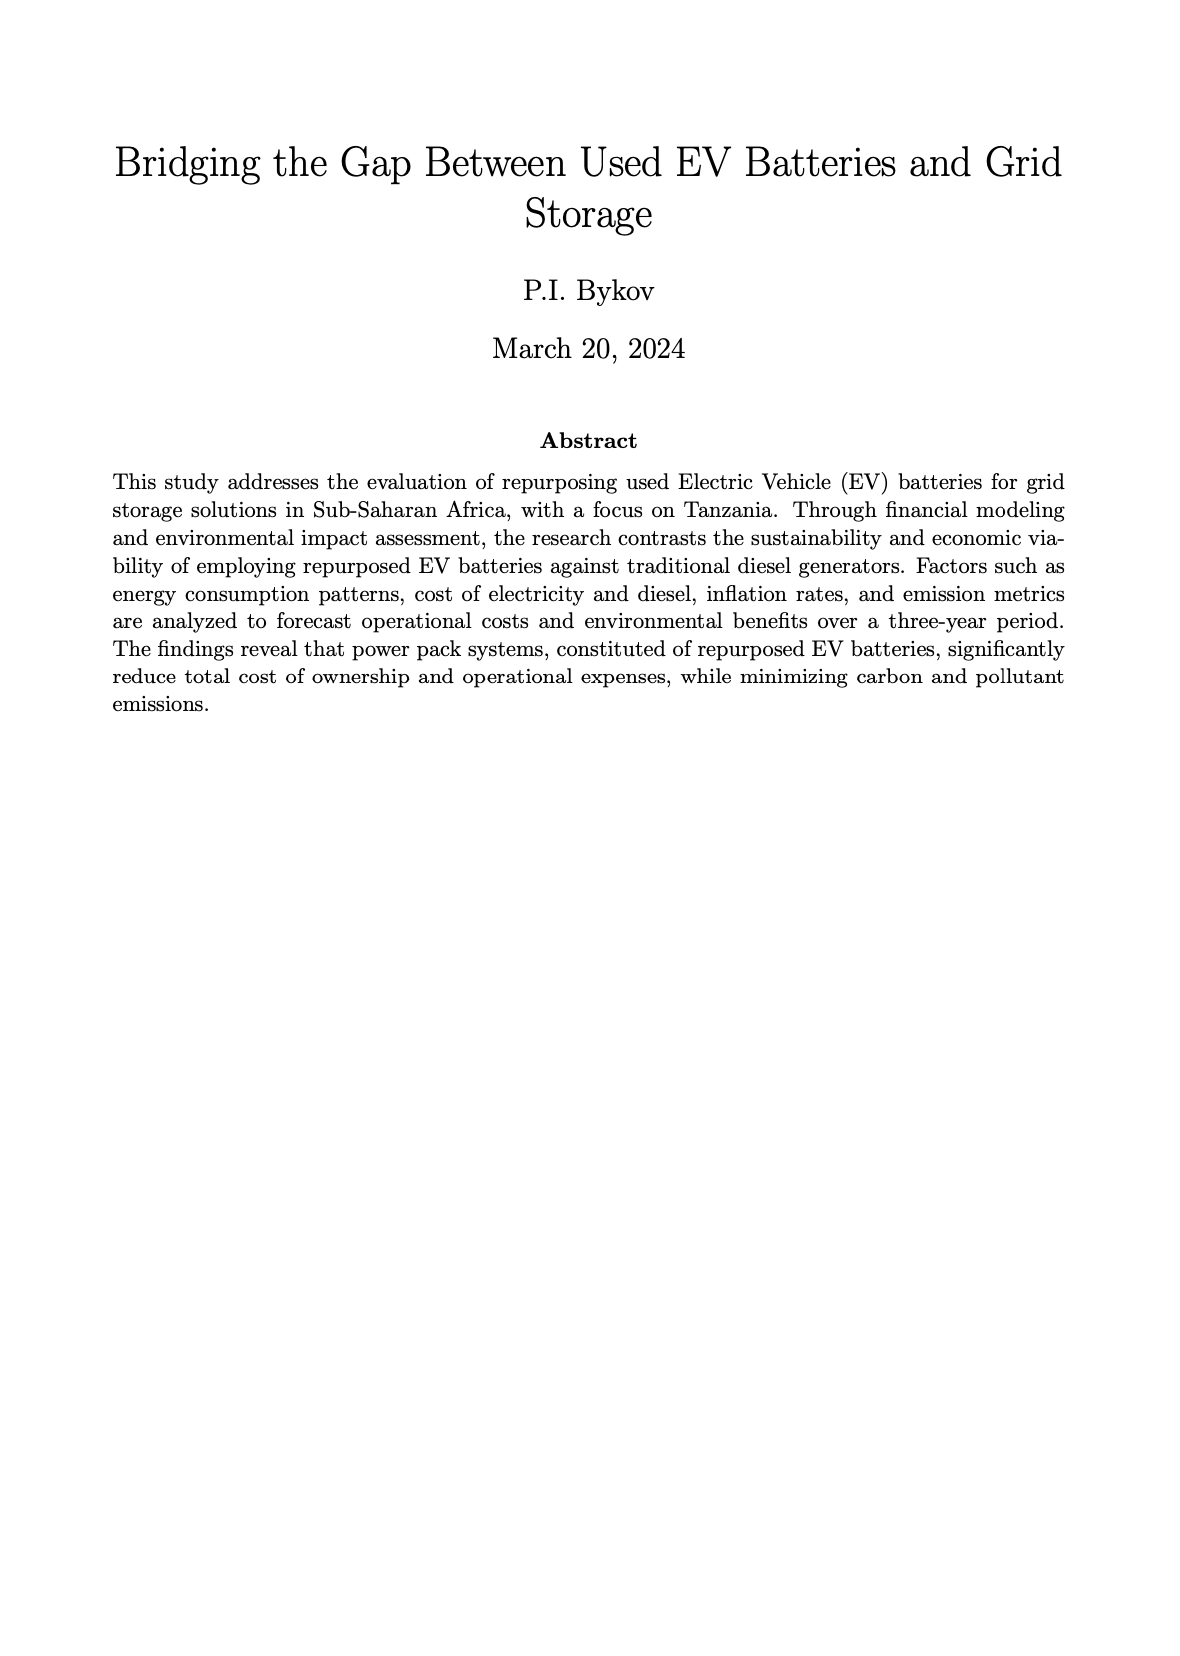 Bridging the Gap Between Used EV Batteries and Grid
Storage
P.I. Bykov
March 20, 2024
Abstract
This study addresses the evaluation of repurposing used Electric Vehicle (EV) batteries for grid
storage solutions in Sub-Saharan Africa, with a focus on Tanzania. Through financial modeling
and environmental impact assessment, the research contrasts the sustainability and economic via-
bility of employing repurposed EV batteries against traditional diesel generators. Factors such as
energy consumption patterns, cost of electricity and diesel, inflation rates, and emission metrics
are analyzed to forecast operational costs and environmental benefits over a three-year period.
The findings reveal that power pack systems, constituted of repurposed EV batteries, significantly
reduce total cost of ownership and operational expenses, while minimizing carbon and pollutant
emissions.